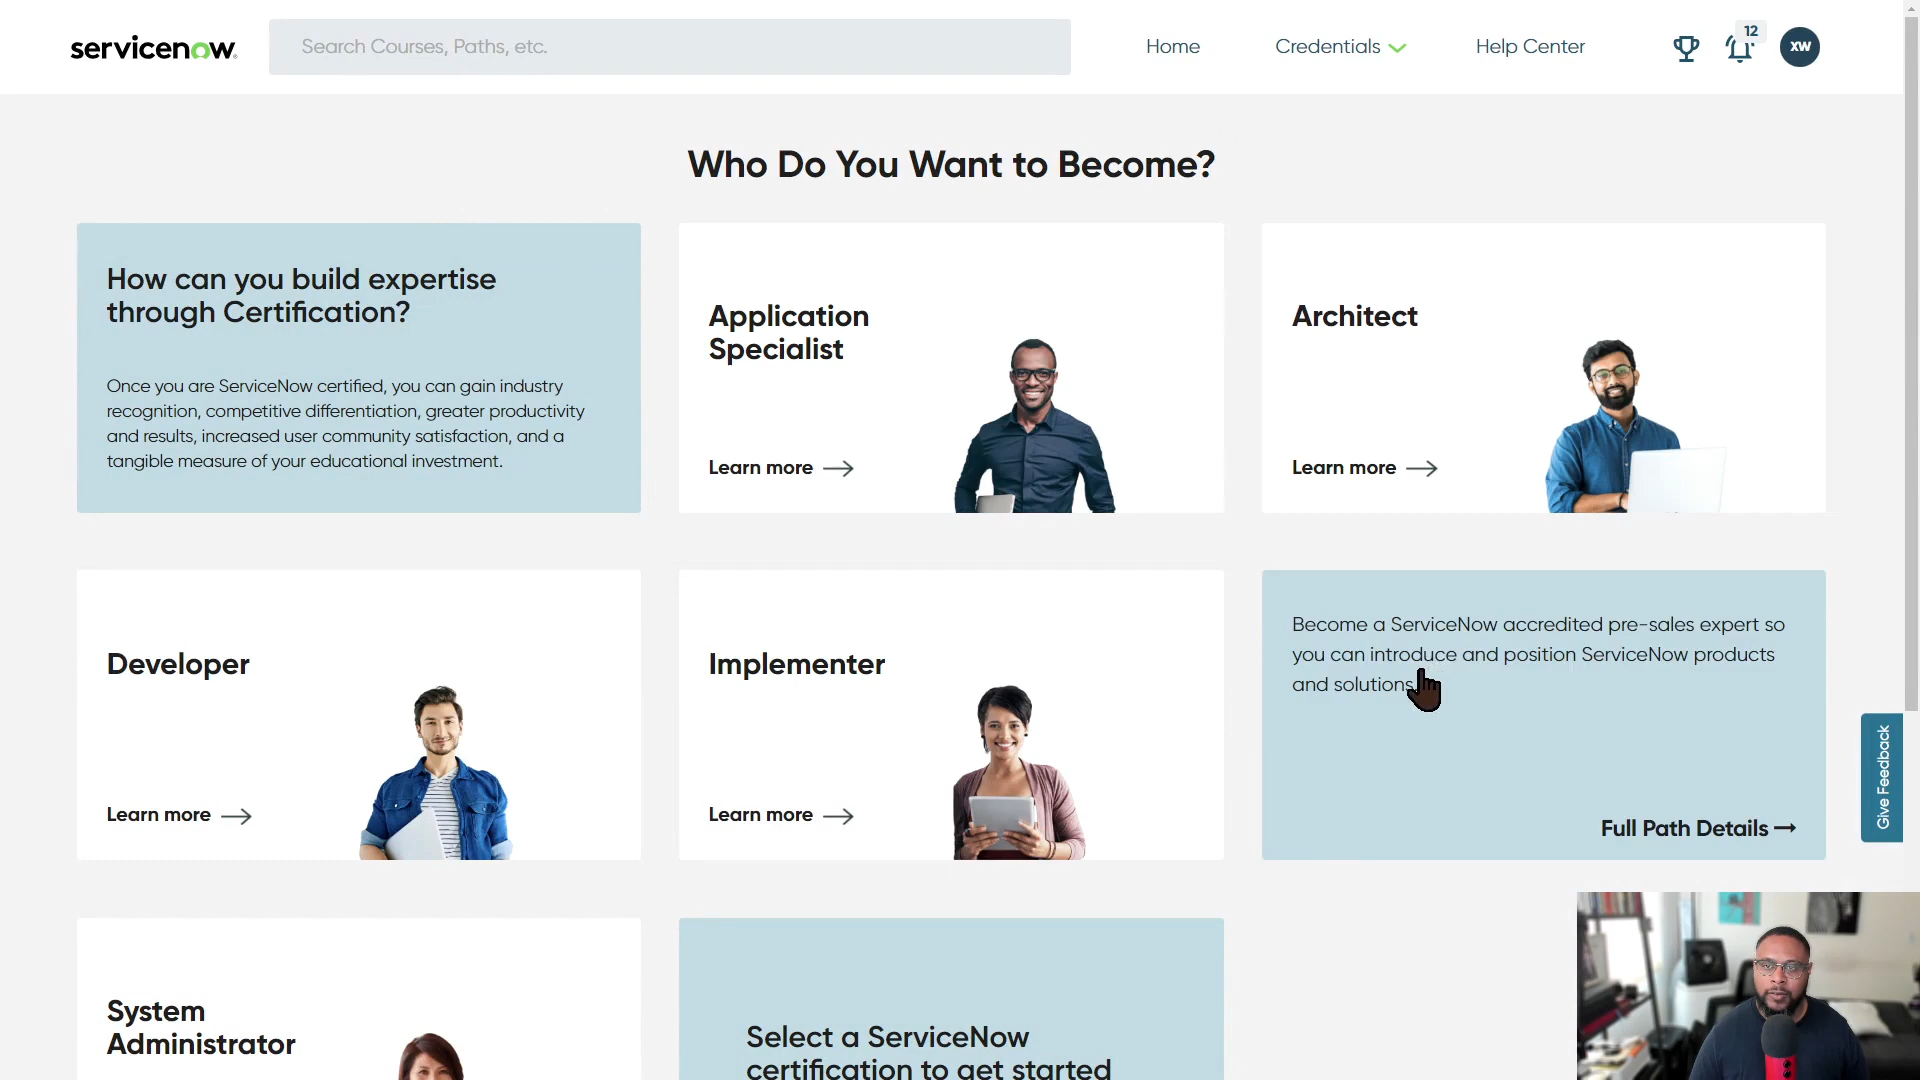 servicenow
Search Courses, Paths, etc.
Home
Credentials
Help Center
12
XW
Who Do You Want to Become?
How can you build expertise
through Certification?
Once you are ServiceNow certified, you can gain industry
recognition, competitive differentiation, greater productivity
and results, increased user community satisfaction, and a
tangible measure of your educational investment.
Application
Specialist
Learn more
Architect
Learn more
Developer
Learn more
Implementer
Learn more
Become a ServiceNow accredited pre-sales expert so
you can introduce and position ServiceNow products
and solutions
Full Path Details
Give Feedback
System
Administrator
Select a ServiceNow
certification to get started